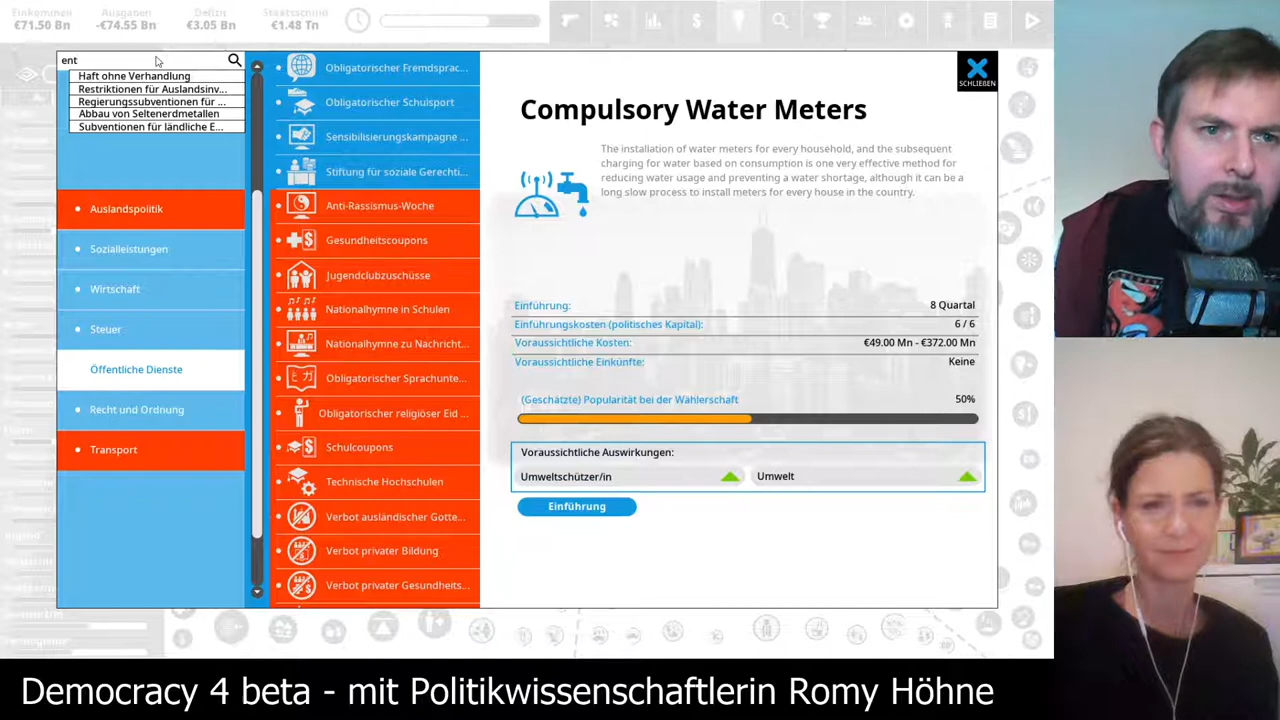 Einkommen
€71.50 Bn
Ausgaben
-€74.55 Bn
Defizit
€3.05 Bn
Staatsschuld
€1.48 Tn
ent
Haft ohne Verhandlung
Restriktionen für Auslandsinv...
Regierungssubventionen für ...
Abbau von Seltenerdmetallen
Subventionen für ländliche E...
Auslandspolitik
Sozialleistungen
Wirtschaft
Steuer
Öffentliche Dienste
Recht und Ordnung
Transport
Obligatorischer Fremdsprac...
Obligatorischer Schulsport
Sensibilisierungskampagne ...
Stiftung für soziale Gerechti...
Anti-Rassismus-Woche
Gesundheitscoupons
Jugendclubzuschüsse
Nationalhymne in Schulen
Nationalhymne zu Nachricht...
Obligatorischer Sprachunte...
Obligatorischer religiöser Eid ...
Schulcoupons
Technische Hochschulen
Verbot ausländischer Gotte...
Verbot privater Bildung
Verbot privater Gesundheits...
SCHLIEßEN
Compulsory Water Meters
The installation of water meters for every household, and the subsequent
charging for water based on consumption is one very effective method for
reducing water usage and preventing a water shortage, although it can be a
long slow process to install meters for every house in the country.
Einführung: 8 Quartal
Einführungskosten (politisches Kapital): 6 / 6
Voraussichtliche Kosten: €49.00 Mn - €372.00 Mn
Voraussichtliche Einkünfte: Keine
(Geschätzte) Popularität bei der Wählerschaft 50%
Voraussichtliche Auswirkungen:
Umweltschützer/in Umwelt
Einführung
Democracy 4 beta - mit Politikwissenschaftlerin Romy Höhne